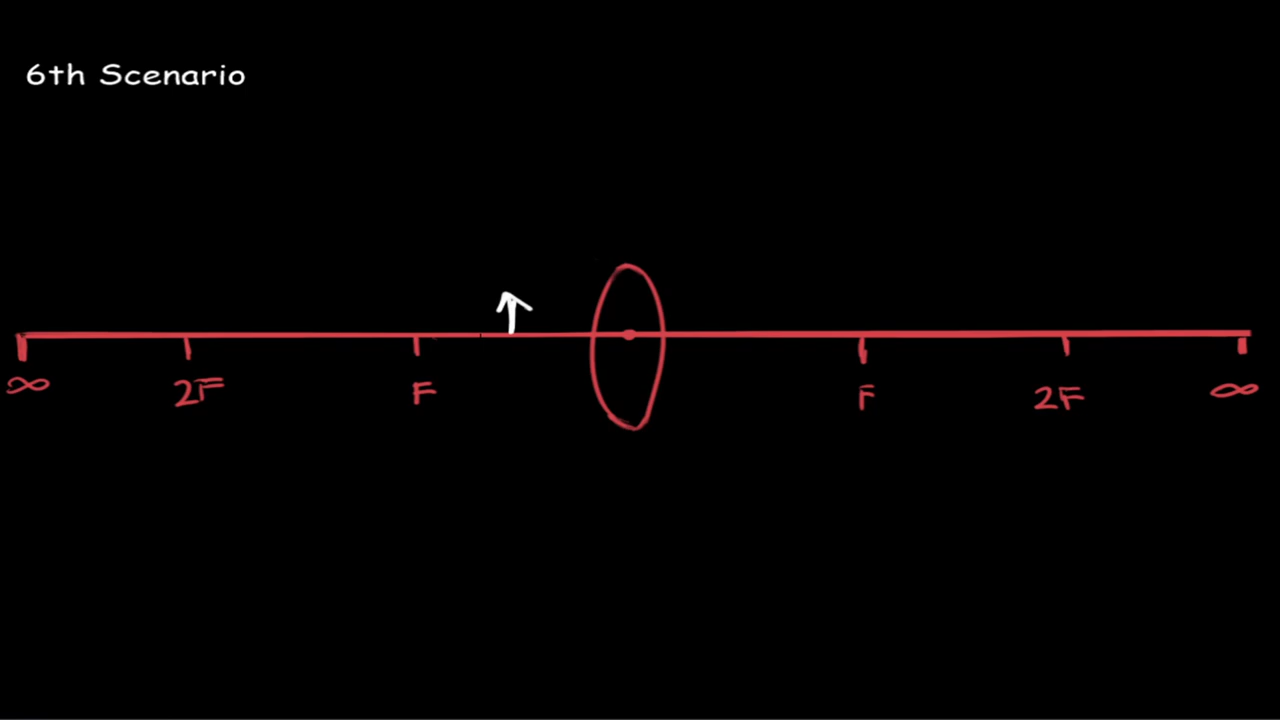 6th Scenario
∞ 2F F F 2F ∞